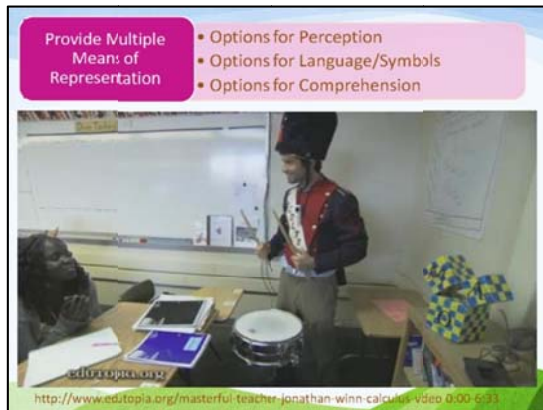 Provide Multiple
Means of
Representation
• Options for Perception
• Options for Language/Symbols
• Options for Comprehension
edutopia.org
http://www.edutopia.org/masterful-teacher-jonathan-winn-calculus-vdeo 0:00-6:33